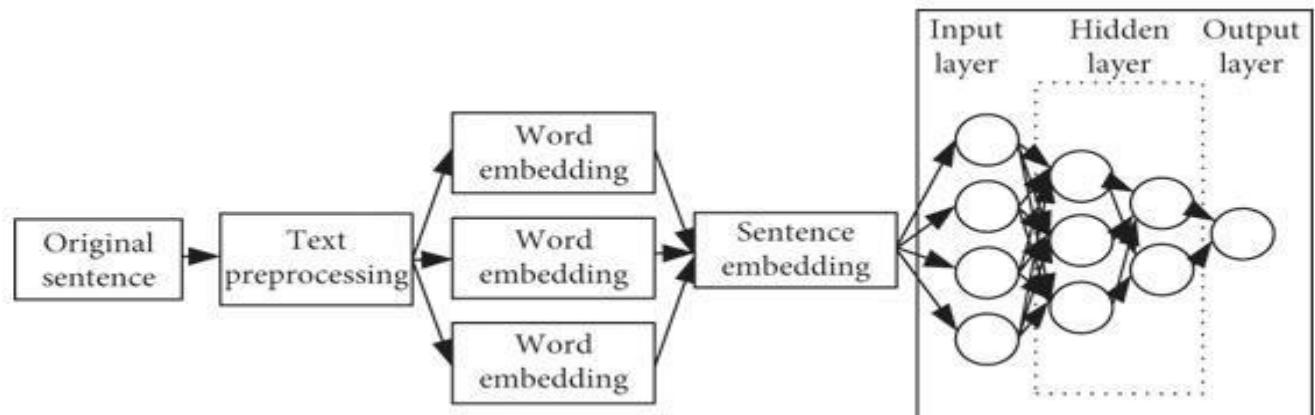 Original
sentence
Text
preprocessing
Word
embedding
Word
embedding
Word
embedding
Sentence
embedding
Input
layer
Hidden
layer
Output
layer